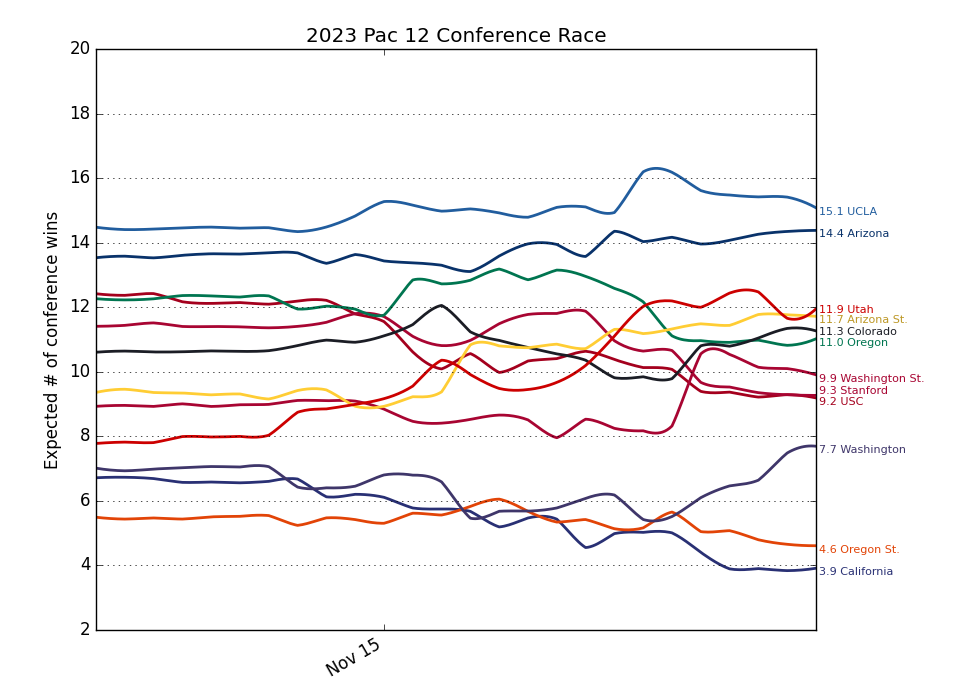 2023 Pac 12 Conference Race
Expected # of conference wins
20
18
16
14
12
10
8
6
4
2
Nov 15
15.1 UCLA
14.4 Arizona
11.9 Utah
11.7 Arizona St.
11.3 Colorado
11.0 Oregon
9.9 Washington St.
9.3 Stanford
9.2 USC
7.7 Washington
4.6 Oregon St.
3.9 California